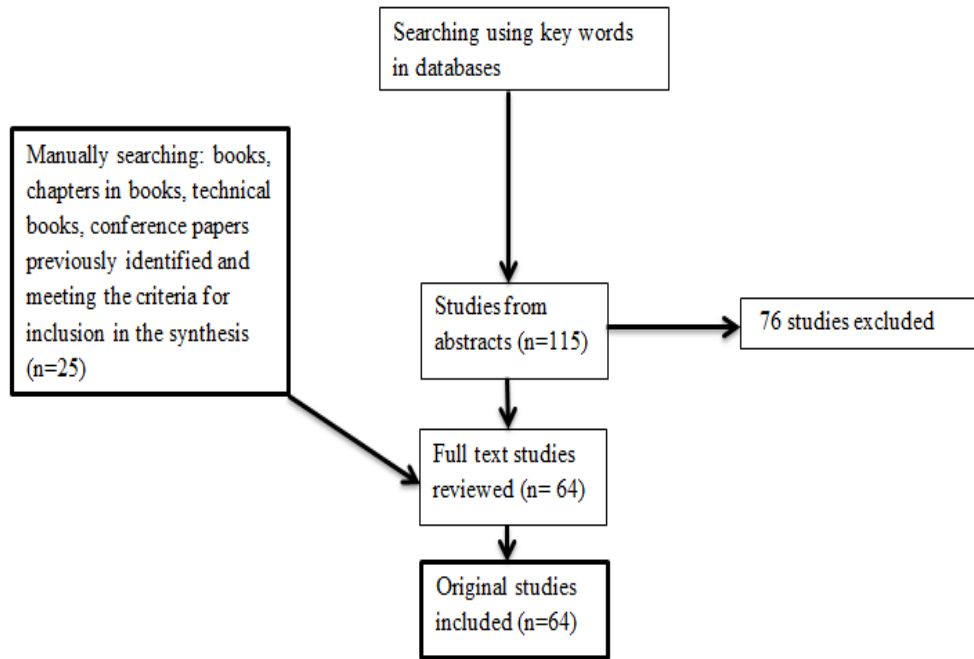 Searching using key words
in databases
Manually searching: books,
chapters in books, technical
books, conference papers
previously identified and
meeting the criteria for
inclusion in the synthesis
(n=25)
Studies from
abstracts (n=115)
76 studies excluded
Full text studies
reviewed (n= 64)
Original studies
included (n=64)